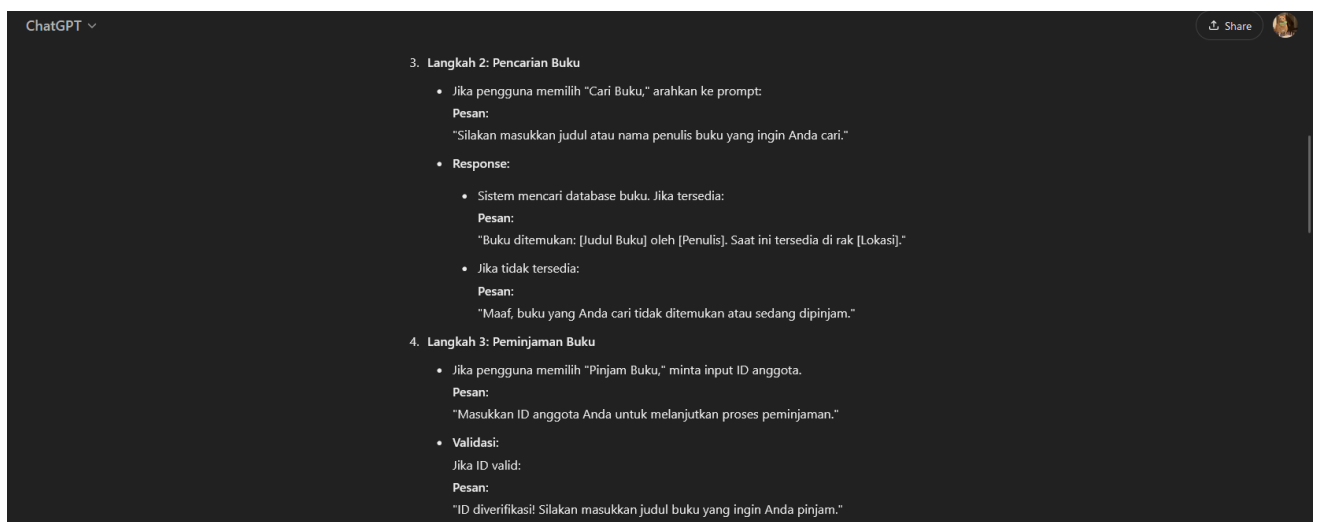 ChatGPT
Share
3. Langkah 2: Pencarian Buku
• Jika pengguna memilih "Cari Buku," arahkan ke prompt:
Pesan:
"Silakan masukkan judul atau nama penulis buku yang ingin Anda cari."
• Response:
• Sistem mencari database buku. Jika tersedia:
Pesan:
"Buku ditemukan: [Judul Buku] oleh [Penulis]. Saat ini tersedia di rak [Lokasi]."
• Jika tidak tersedia:
Pesan:
"Maaf, buku yang Anda cari tidak ditemukan atau sedang dipinjam."
4. Langkah 3: Peminjaman Buku
• Jika pengguna memilih "Pinjam Buku," minta input ID anggota.
Pesan:
"Masukkan ID anggota Anda untuk melanjutkan proses peminjaman."
• Validasi:
Jika ID valid:
Pesan:
"ID diverifikasi! Silakan masukkan judul buku yang ingin Anda pinjam."